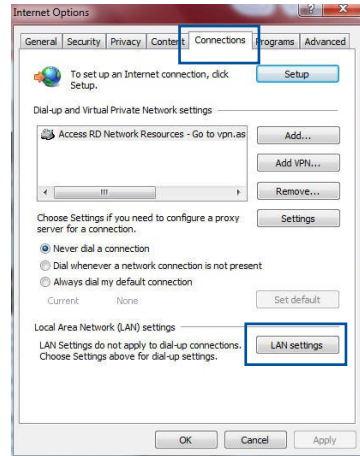 Internet Options
General Security Privacy Content Connections Programs Advanced
To set up an Internet connection, click Setup.
Setup
Dial-up and Virtual Private Network settings
Access RD Network Resources - Go to vpn.as
Add...
Add VPN...
Remove...
Choose Settings if you need to configure a proxy
server for a connection.
Settings
Never dial a connection
Dial whenever a network connection is not present
Always dial my default connection
Current None
Set default
Local Area Network (LAN) settings
LAN Settings do not apply to dial-up connections.
Choose Settings above for dial-up settings.
LAN settings
OK Cancel Apply